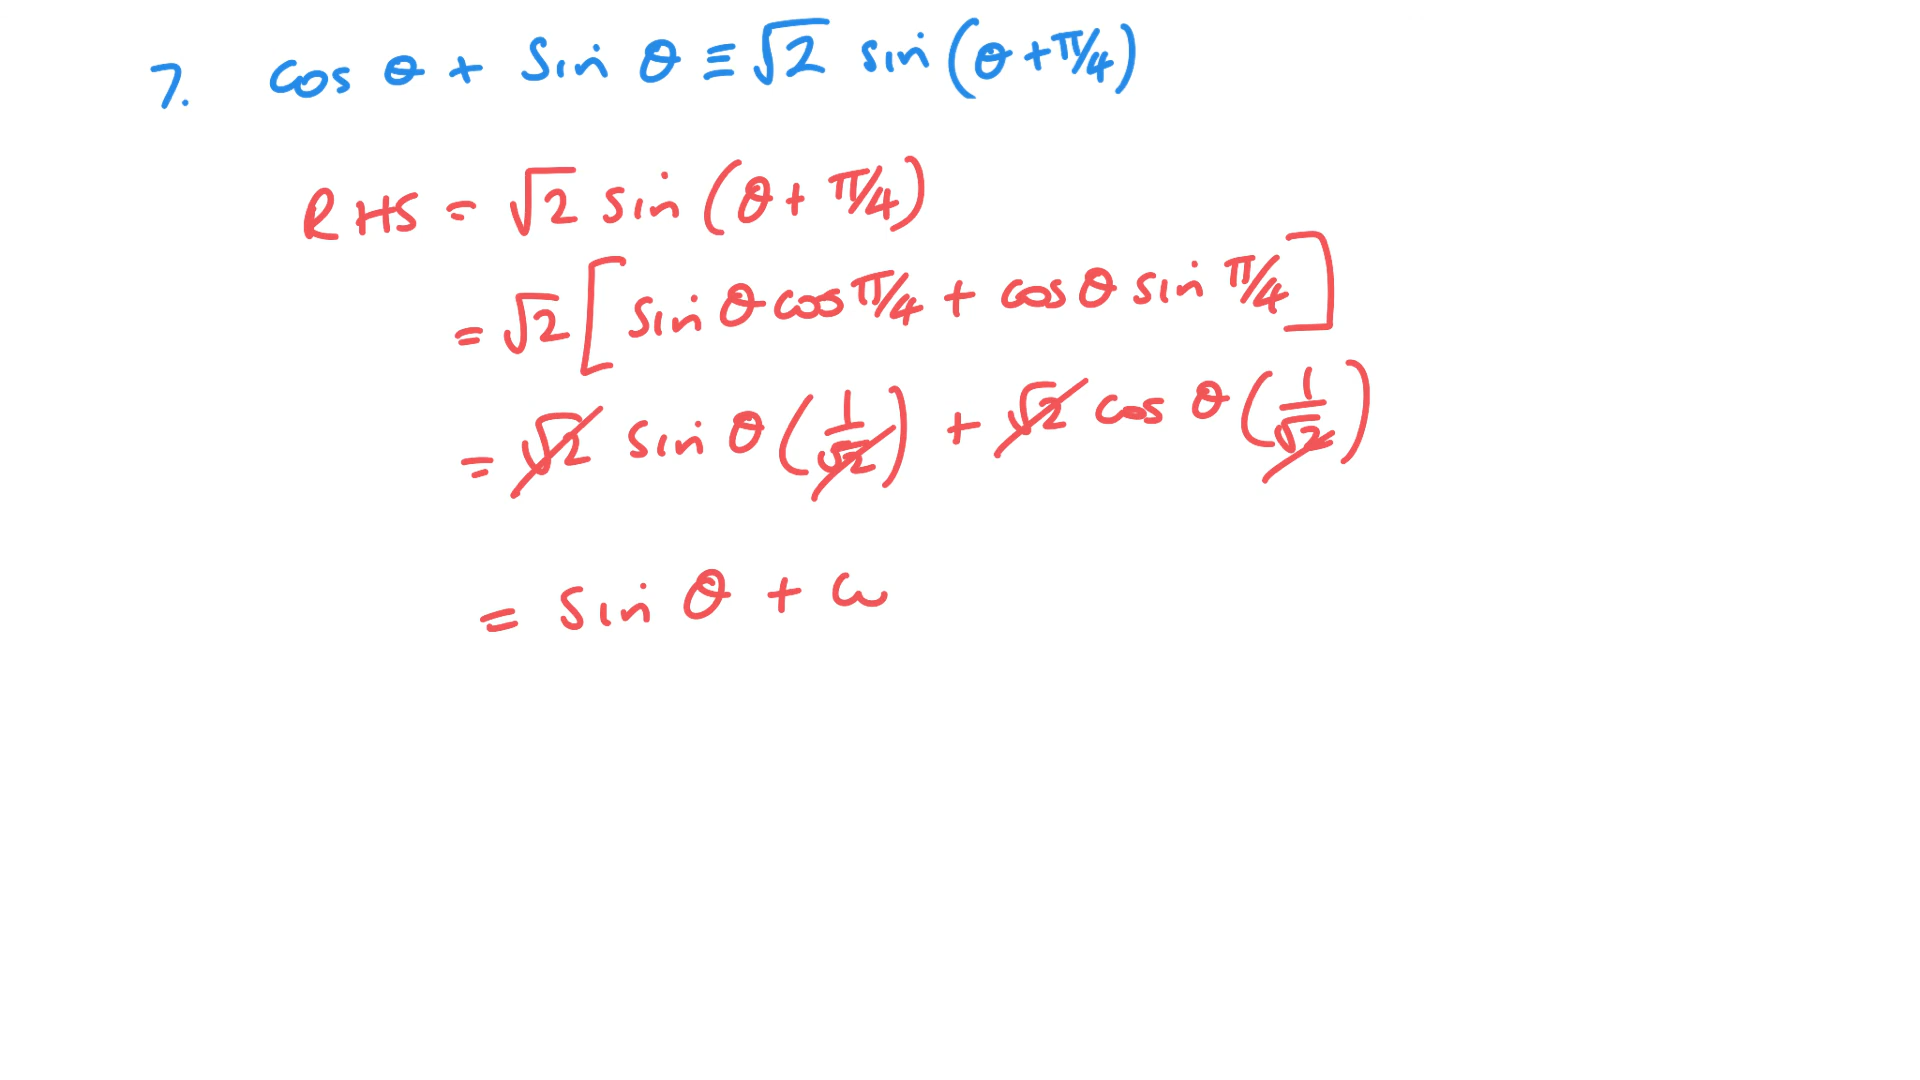 7. cos θ + sin θ ≡ √2 sin (θ + π/4)
RHS = √2 sin (θ + π/4)
= √2 [sin θ cos π/4 + cos θ sin π/4]
= √2 sin θ (1/√2) + √2 cos θ (1/√2)
= sin θ + co